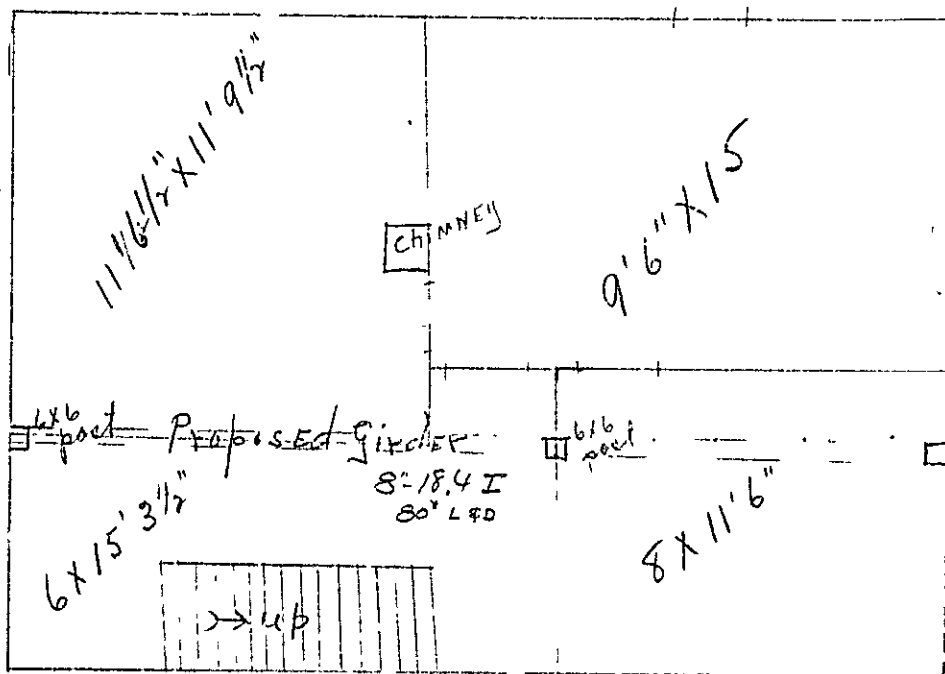 11'6½" X 11' 9½"
Chimney
9'6" X 15
6x6 post
Proposed Girder
8"-18.4 I
80# L & D
6x6 post
6 X 15' 3½"
8 X 11'6"
up